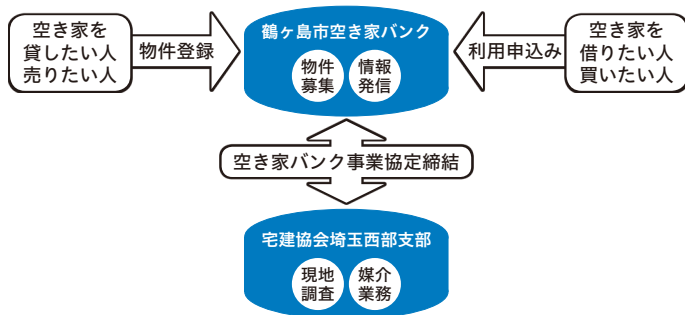 空き家を
貸したい人
売りたい人
物件登録
鶴ヶ島市空き家バンク
物件
募集
情報
発信
利用申込み
空き家を
借りたい人
買いたい人
空き家バンク事業協定締結
宅建協会埼玉西部支部
現地
調査
媒介
業務